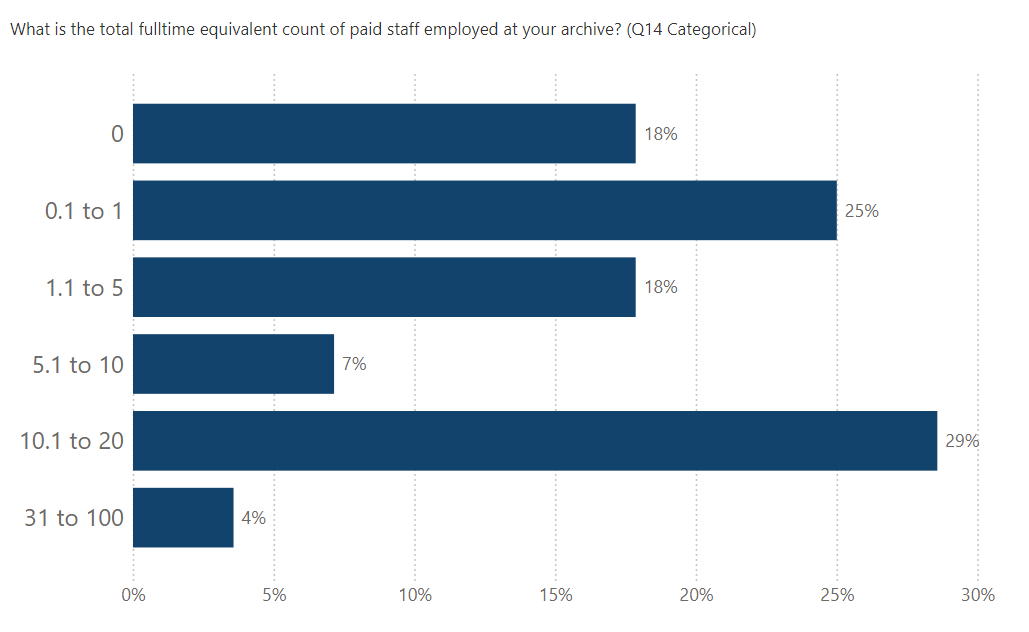 What is the total fulltime equivalent count of paid staff employed at your archive? (Q14 Categorical)
0 18%
0.1 to 1 25%
1.1 to 5 18%
5.1 to 10 7%
10.1 to 20 29%
31 to 100 4%
0% 5% 10% 15% 20% 25% 30%